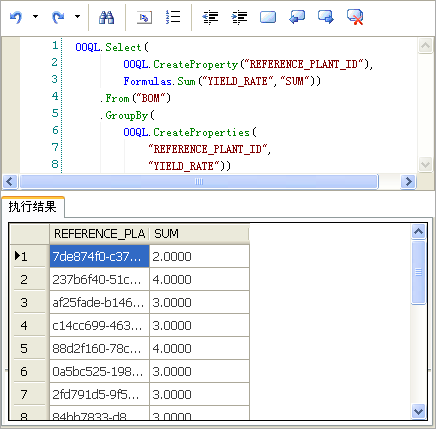 1 OOQL.Select(
2 OOQL.CreateProperty("REFERENCE_PLANT_ID"),
3 Formulas.Sum("YIELD_RATE","SUM"))
4 .From("BOM")
5 .GroupBy(
6 OOQL.CreateProperties(
7 "REFERENCE_PLANT_ID",
8 "YIELD_RATE"))
执行结果
REFERENCE_PLA SUM
1 7de874f0-c37... 2.0000
2 237b6f40-51c... 4.0000
3 af25fade-b146... 3.0000
4 c14cc699-463... 3.0000
5 88d2f160-78c... 4.0000
6 0a5bc525-198... 3.0000
7 2fd791d5-9f5... 3.0000
8 84bb7833-d8... 3.0000